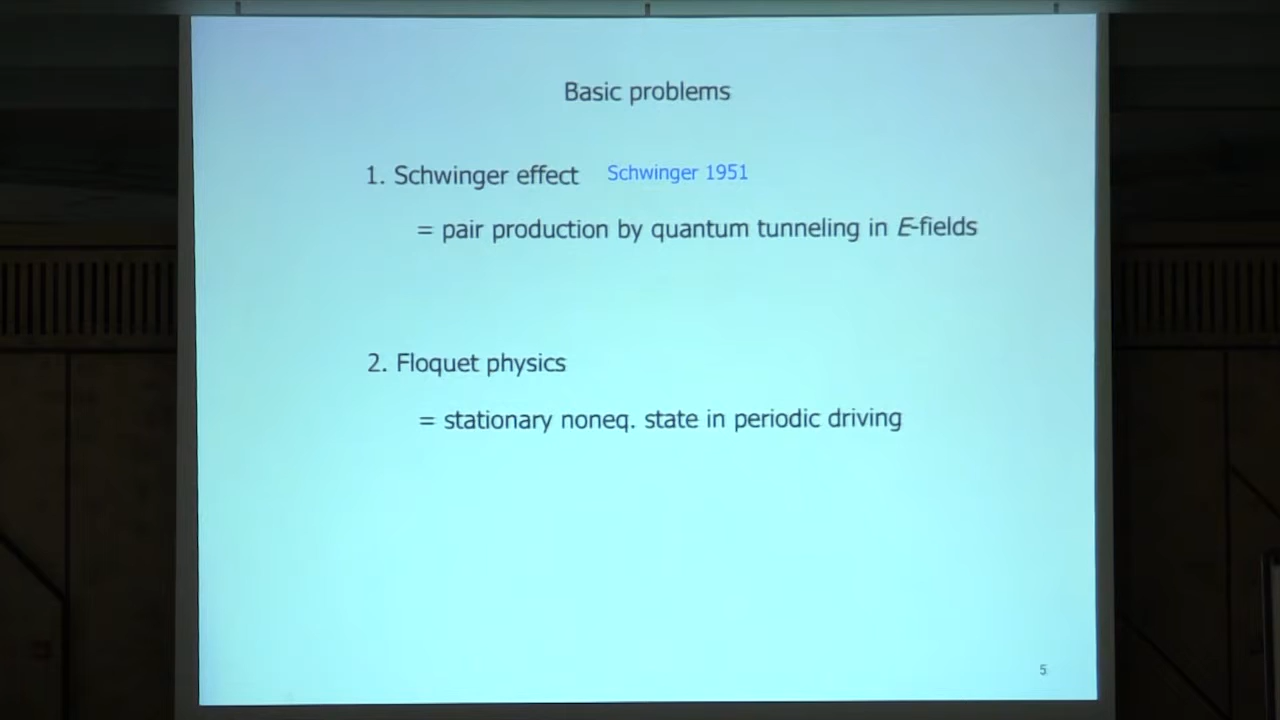 Basic problems
1. Schwinger effect Schwinger 1951
= pair production by quantum tunneling in E-fields
2. Floquet physics
= stationary noneq. state in periodic driving
5